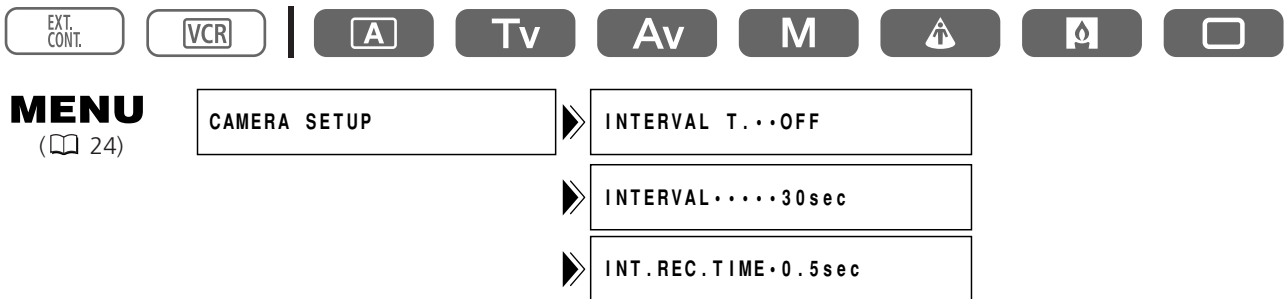 EXT. CONT. VCR A Tv Av M
MENU
(24)
CAMERA SETUP
INTERVAL T.••OFF
INTERVAL•••••30sec
INT.REC.TIME•0.5sec